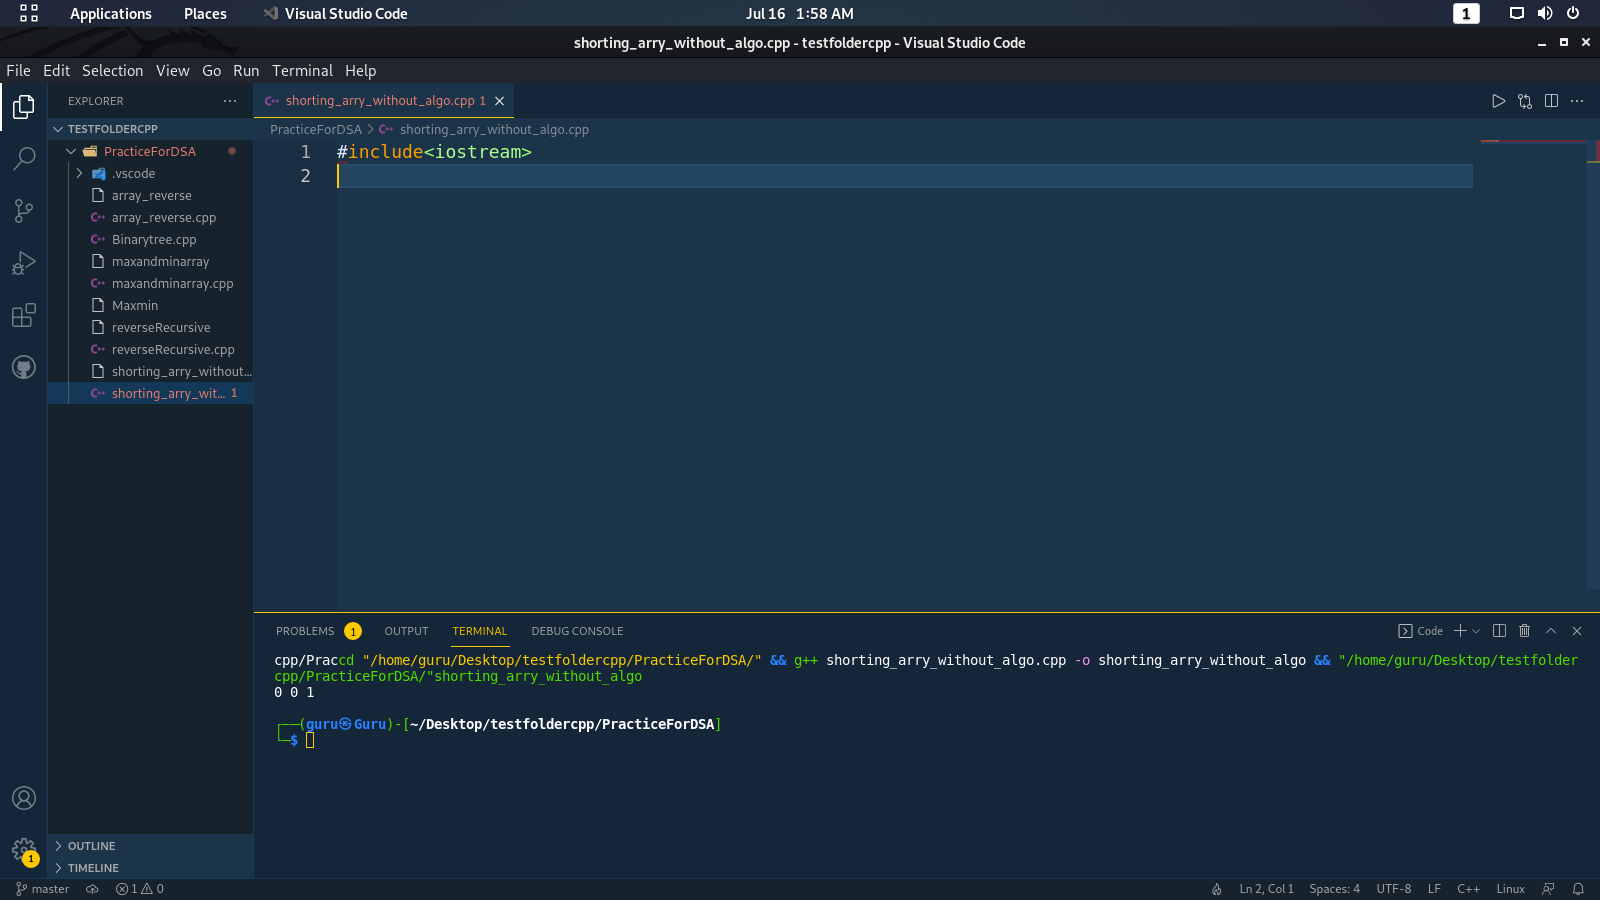 Applications Places Visual Studio Code Jul 16 1:58 AM 1
shorting_arry_without_algo.cpp - testfoldercpp - Visual Studio Code
File Edit Selection View Go Run Terminal Help
EXPLORER
shorting_arry_without_algo.cpp 1
TESTFOLDERCPP
PracticeForDSA
.vscode
array_reverse
array_reverse.cpp
Binarytree.cpp
maxandminarray
maxandminarray.cpp
Maxmin
reverseRecursive
reverseRecursive.cpp
shorting_arry_without...
shorting_arry_wit... 1
OUTLINE
TIMELINE
PracticeForDSA > shorting_arry_without_algo.cpp
1 #include<iostream>
2
PROBLEMS 1 OUTPUT TERMINAL DEBUG CONSOLE Code
cpp/Praccd "/home/guru/Desktop/testfoldercpp/PracticeForDSA/" && g++ shorting_arry_without_algo.cpp -o shorting_arry_without_algo && "/home/guru/Desktop/testfolder
cpp/PracticeForDSA/"shorting_arry_without_algo
0 0 1
┌──(guru㉿Guru)-[~/Desktop/testfoldercpp/PracticeForDSA]
└─$
1
master 1 0 Ln 2, Col 1 Spaces: 4 UTF-8 LF C++ Linux